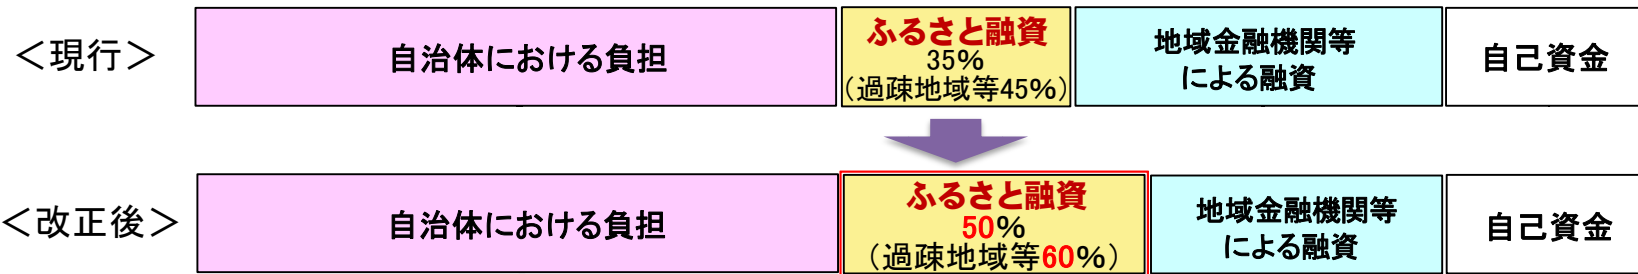 ＜現行＞
自治体における負担
ふるさと融資
35%
（過疎地域等45%）
地域金融機関等
による融資
自己資金
＜改正後＞
自治体における負担
ふるさと融資
50%
（過疎地域等60%）
地域金融機関等
による融資
自己資金